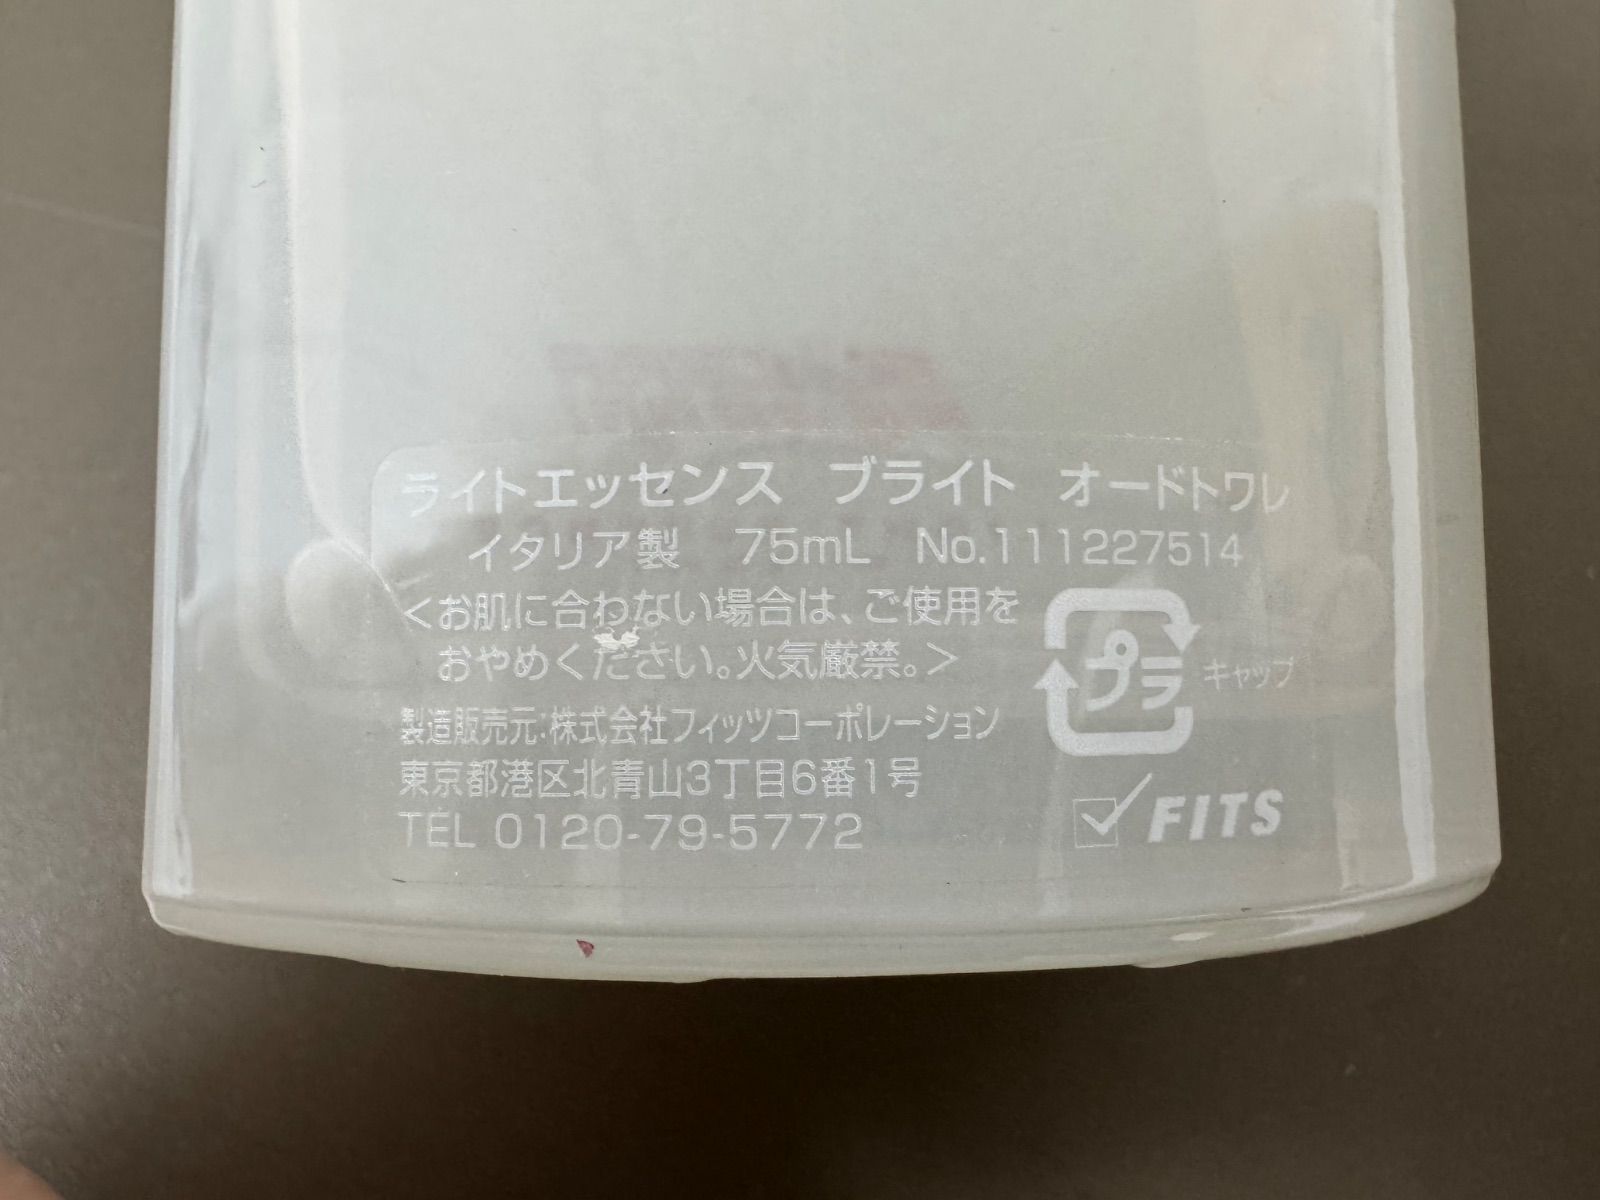 ライトエッセンス ブライト オードトワレ
イタリア製 75mL No.111227514
<お肌に合わない場合は、ご使用を
おやめください。火気厳禁。>
プラ キャップ
製造販売元:株式会社フィッツコーポレーション
東京都港区北青山3丁目6番1号
TEL 0120-79-5772
FITS